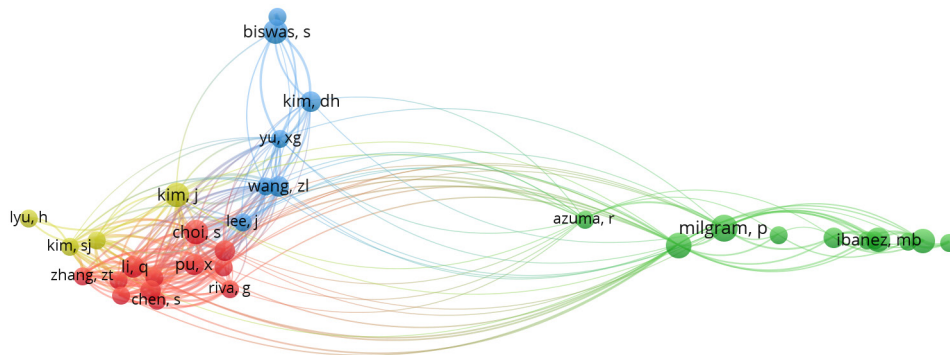 biswas, s
kim, dh
yu, xg
wang, zl
kim, j
lee, j
lyu, h
choi, s
azuma, r
milgram, p
kim, sj
ibanez, mb
zhang, zt
li, q
pu, x
riva, g
chen, s